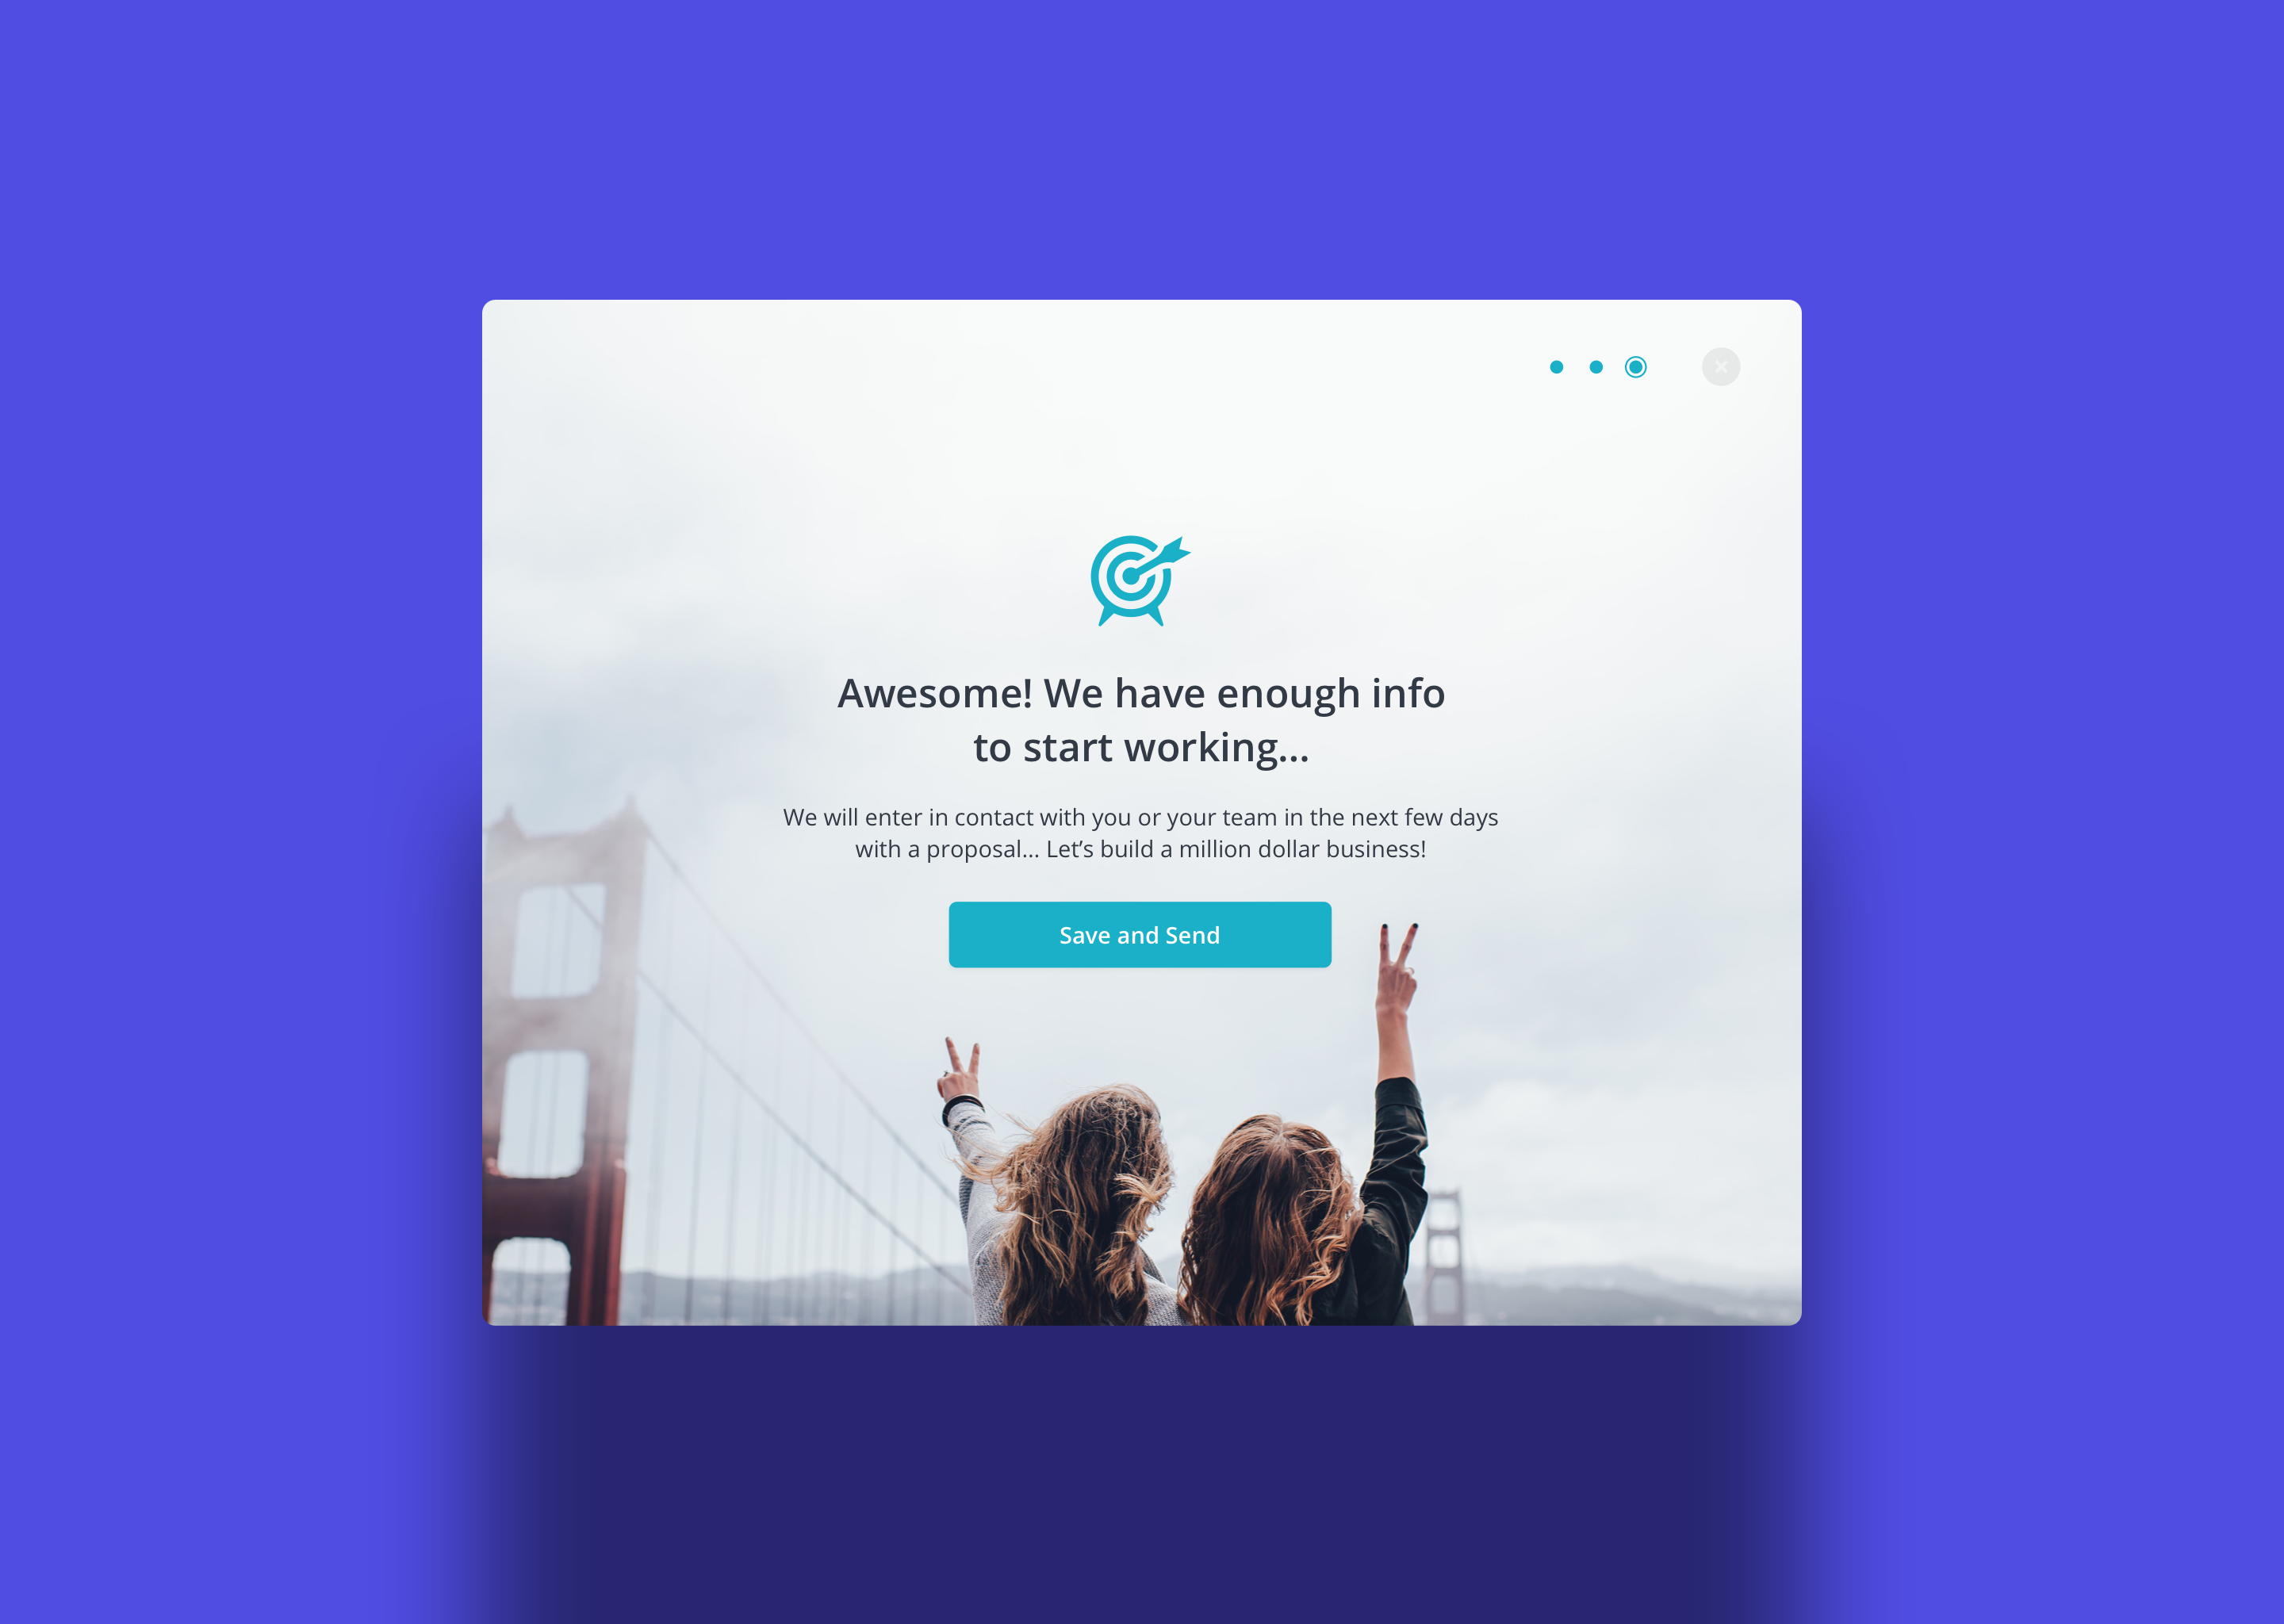 Awesome! We have enough info
to start working...
We will enter in contact with you or your team in the next few days
with a proposal... Let’s build a million dollar business!
Save and Send